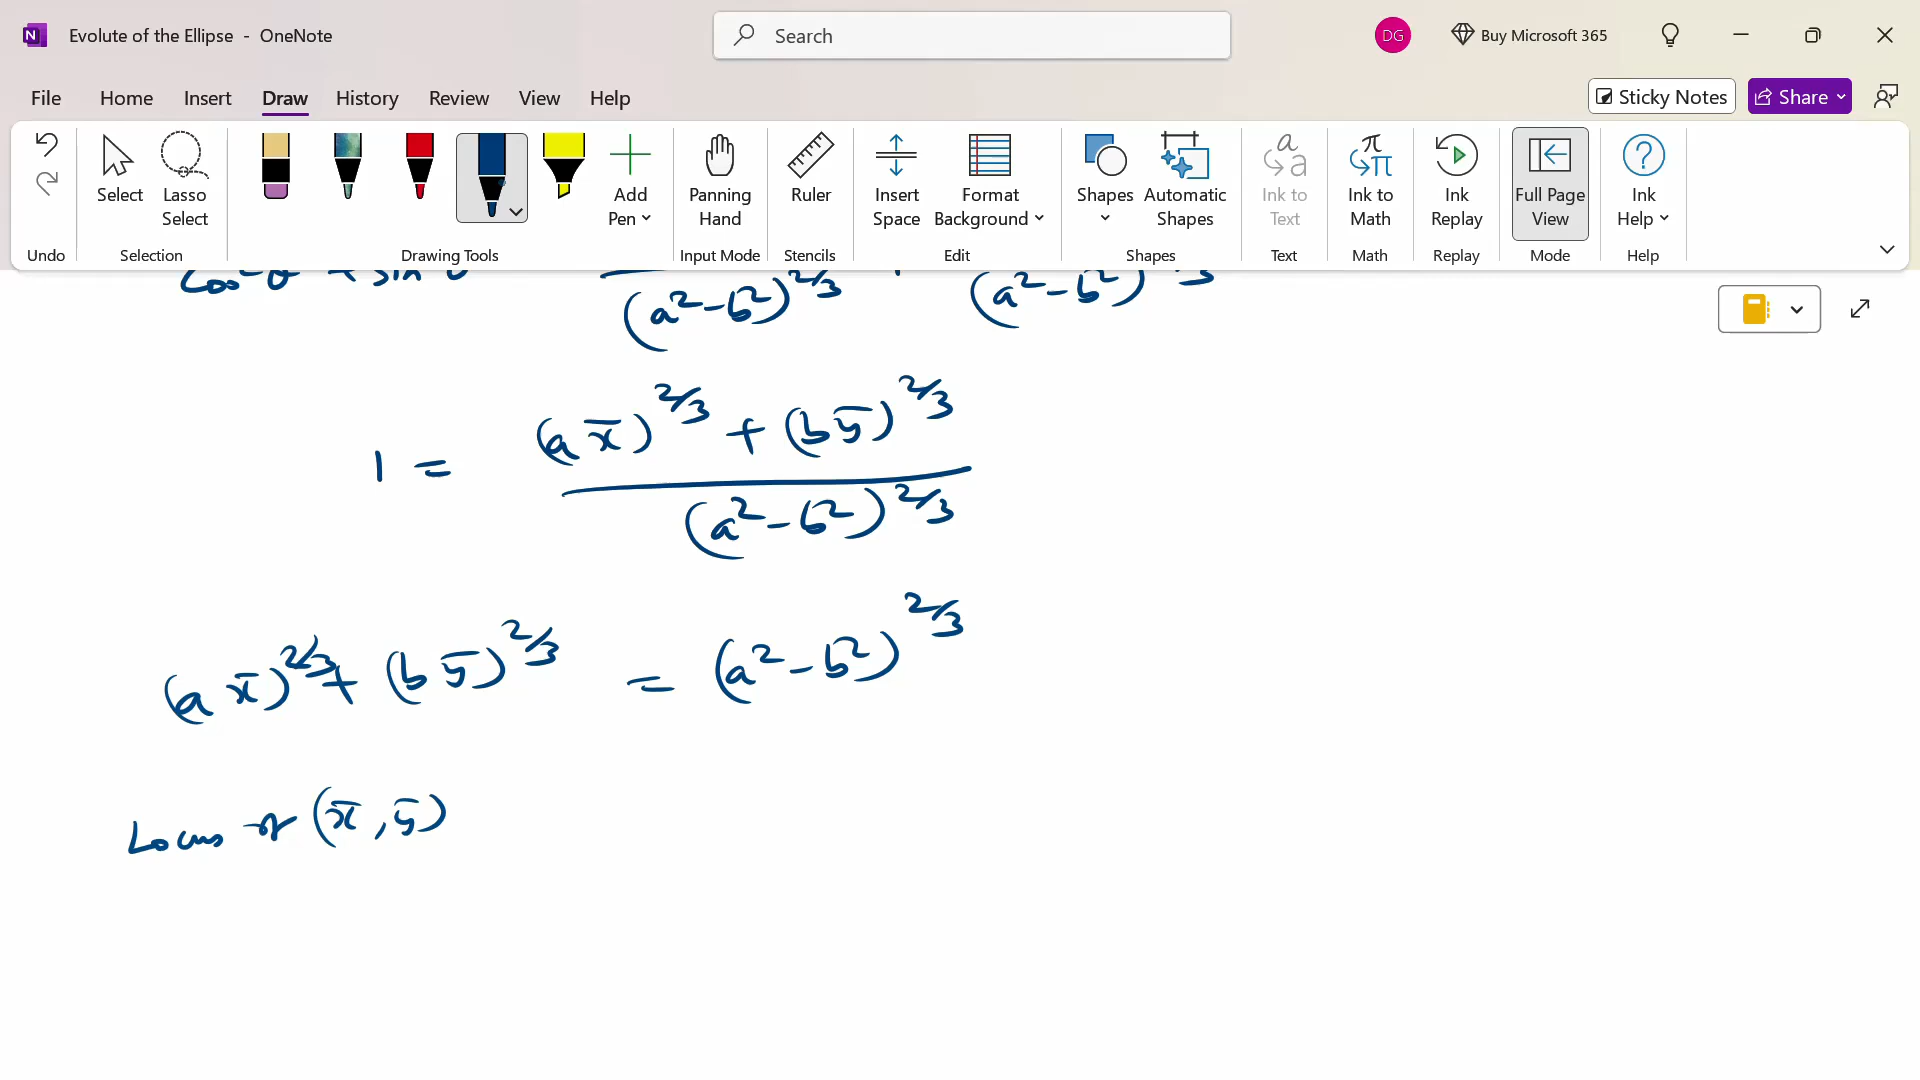 Evolute of the Ellipse - OneNote
Search
DG
Buy Microsoft 365
File Home Insert Draw History Review View Help
Sticky Notes
Share
Select
Lasso Select
Add Pen
Panning Hand
Ruler
Insert Space
Format Background
Shapes
Automatic Shapes
Ink to Text
Ink to Math
Ink Replay
Full Page View
Ink Help
Undo Selection Drawing Tools Input Mode Stencils Edit Shapes Text Math Replay Mode Help
cos²θ + sin²θ (a²-b²)^2/3 (a²-b²)^2/3
1 = (a x̄)^2/3 + (b ȳ)^2/3
(a²-b²)^2/3
(a x̄)^2/3 + (b ȳ)^2/3 = (a²-b²)^2/3
Locus of (x̄, ȳ)